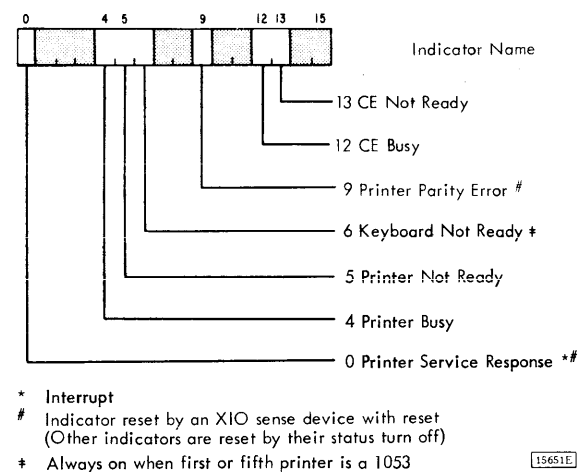 0 4 5 9 12 13 15
Indicator Name
13 CE Not Ready
12 CE Busy
9 Printer Parity Error #
6 Keyboard Not Ready ‡
5 Printer Not Ready
4 Printer Busy
0 Printer Service Response *#
* Interrupt
# Indicator reset by an XIO sense device with reset
(Other indicators are reset by their status turn off)
‡ Always on when first or fifth printer is a 1053
15651E